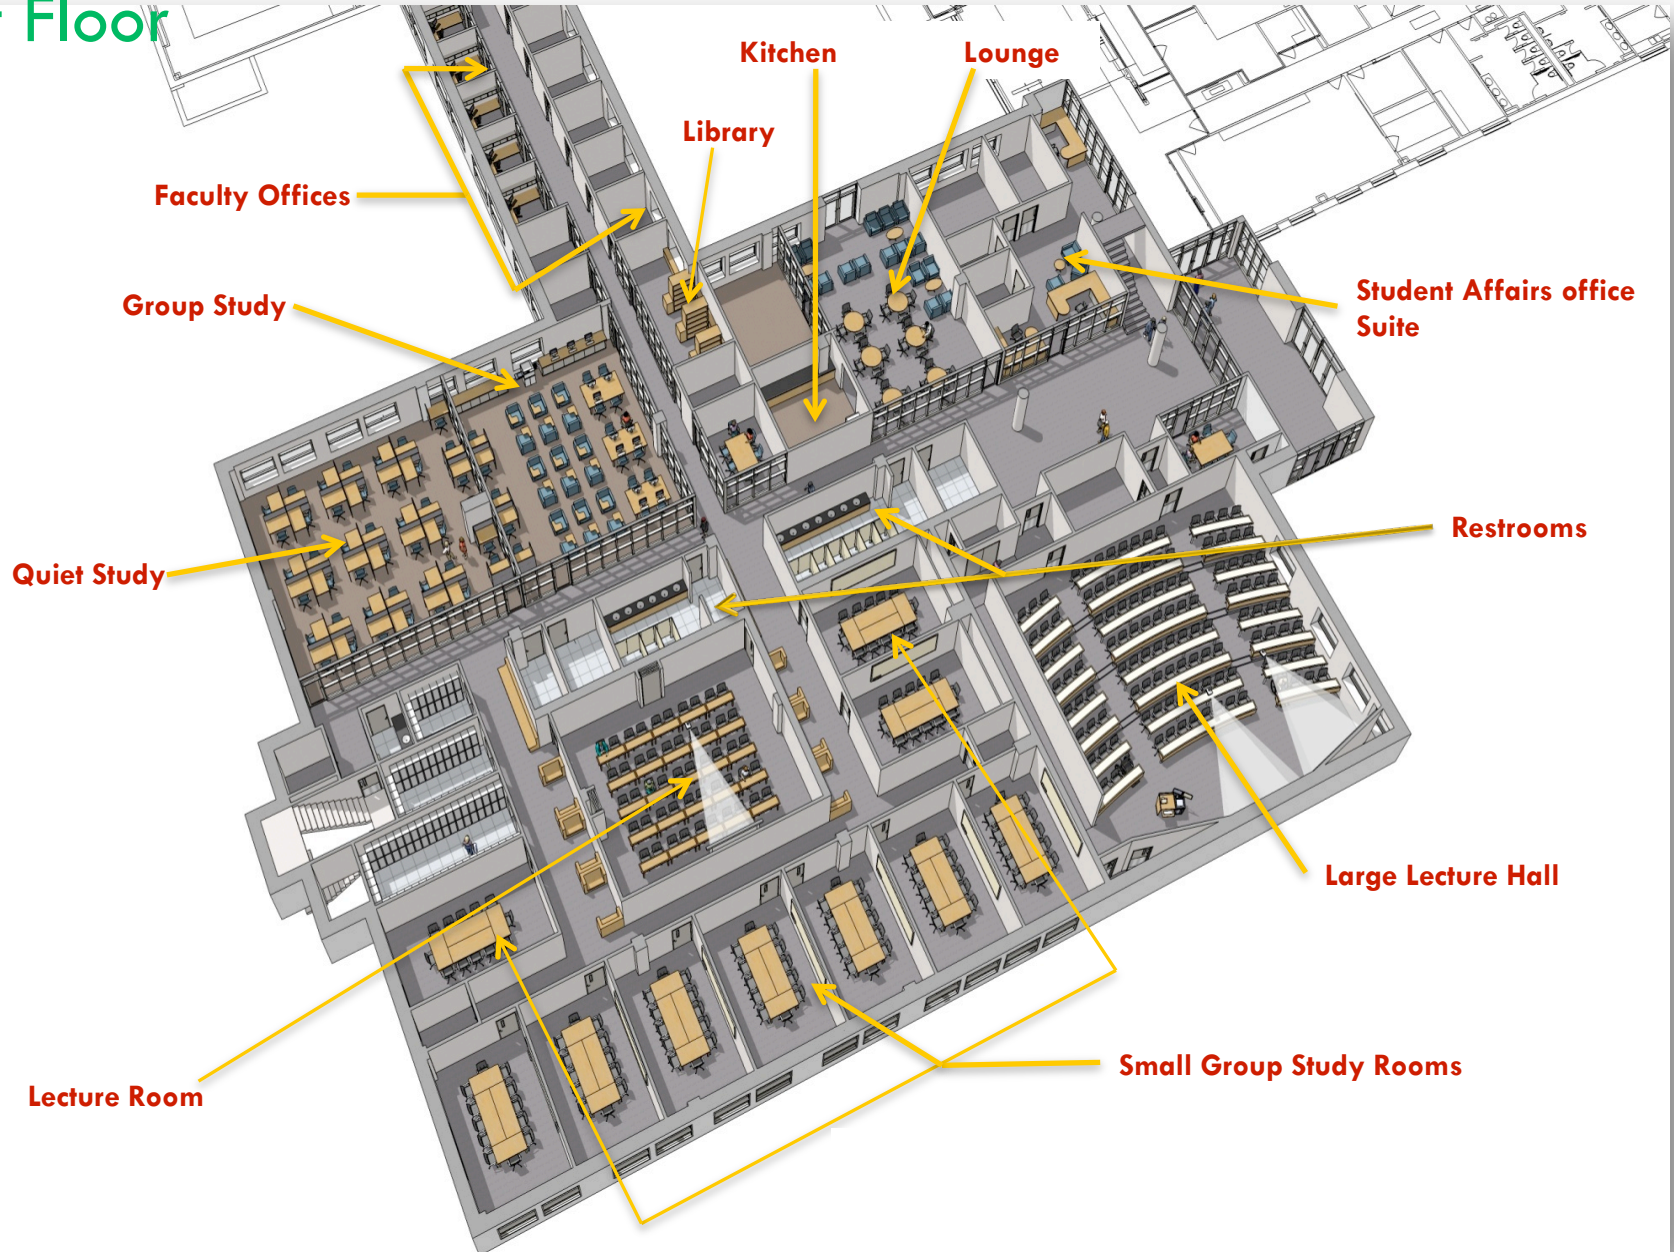 Floor
Kitchen
Lounge
Library
Faculty Offices
Group Study
Student Affairs office
Suite
Restrooms
Quiet Study
Large Lecture Hall
Small Group Study Rooms
Lecture Room